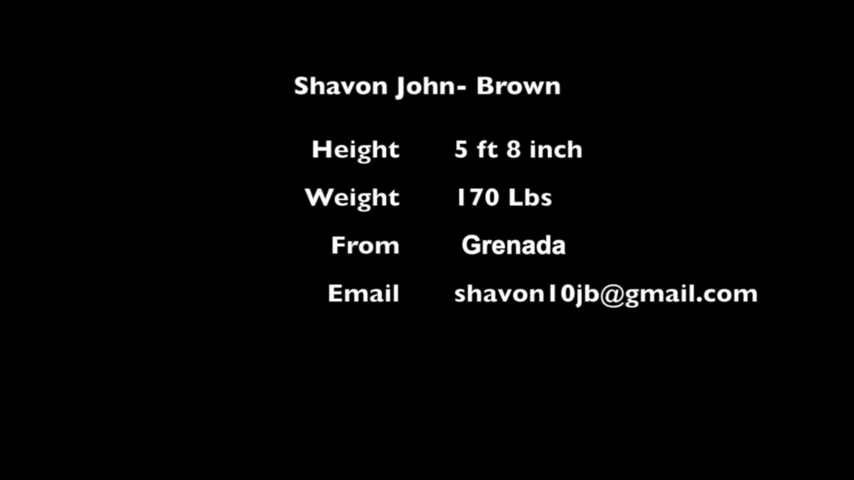 Shavon John- Brown
Height 5 ft 8 inch
Weight 170 Lbs
From Grenada
Email shavon10jb@gmail.com